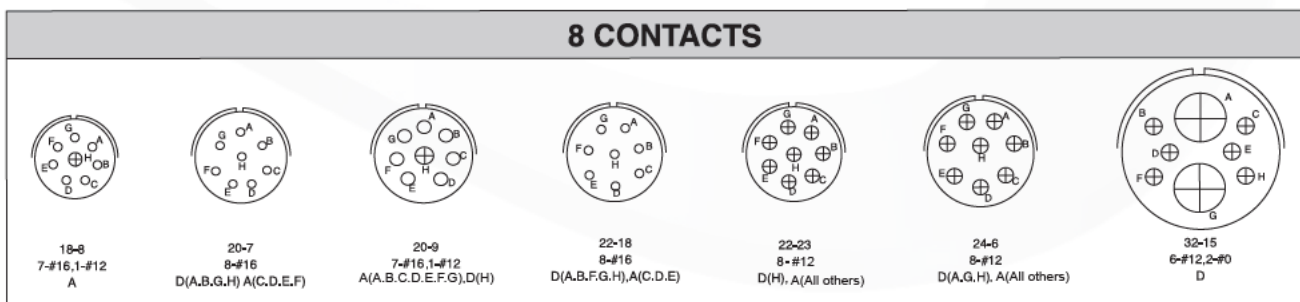 8 CONTACTS
G
A
F
H
E
B
D
C
18-8
7-#16,1-#12
A
A
G
B
H
F
C
E
D
20-7
8-#16
D(A.B.G.H) A(C.D.E.F)
A
G
B
C
F
H
E
D
20-9
7-#16,1-#12
A(A.B.C.D.E.F.G),D(H)
G
A
F
B
H
E
C
D
22-18
8-#16
D(A.B.F.G.H),A(C.D.E)
G
A
F
B
H
E
C
D
22-23
8-#12
D(H), A(All others)
G
A
F
B
H
E
C
D
24-6
8-#12
D(A,G,H), A(All others)
A
B
C
D
E
F
H
G
32-15
6-#12,2-#0
D